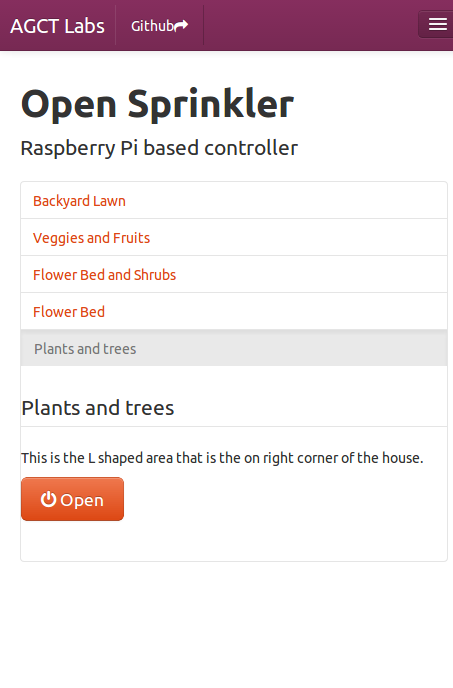 AGCT Labs Github
Open Sprinkler
Raspberry Pi based controller
Backyard Lawn
Veggies and Fruits
Flower Bed and Shrubs
Flower Bed
Plants and trees
Plants and trees
This is the L shaped area that is the on right corner of the house.
Open